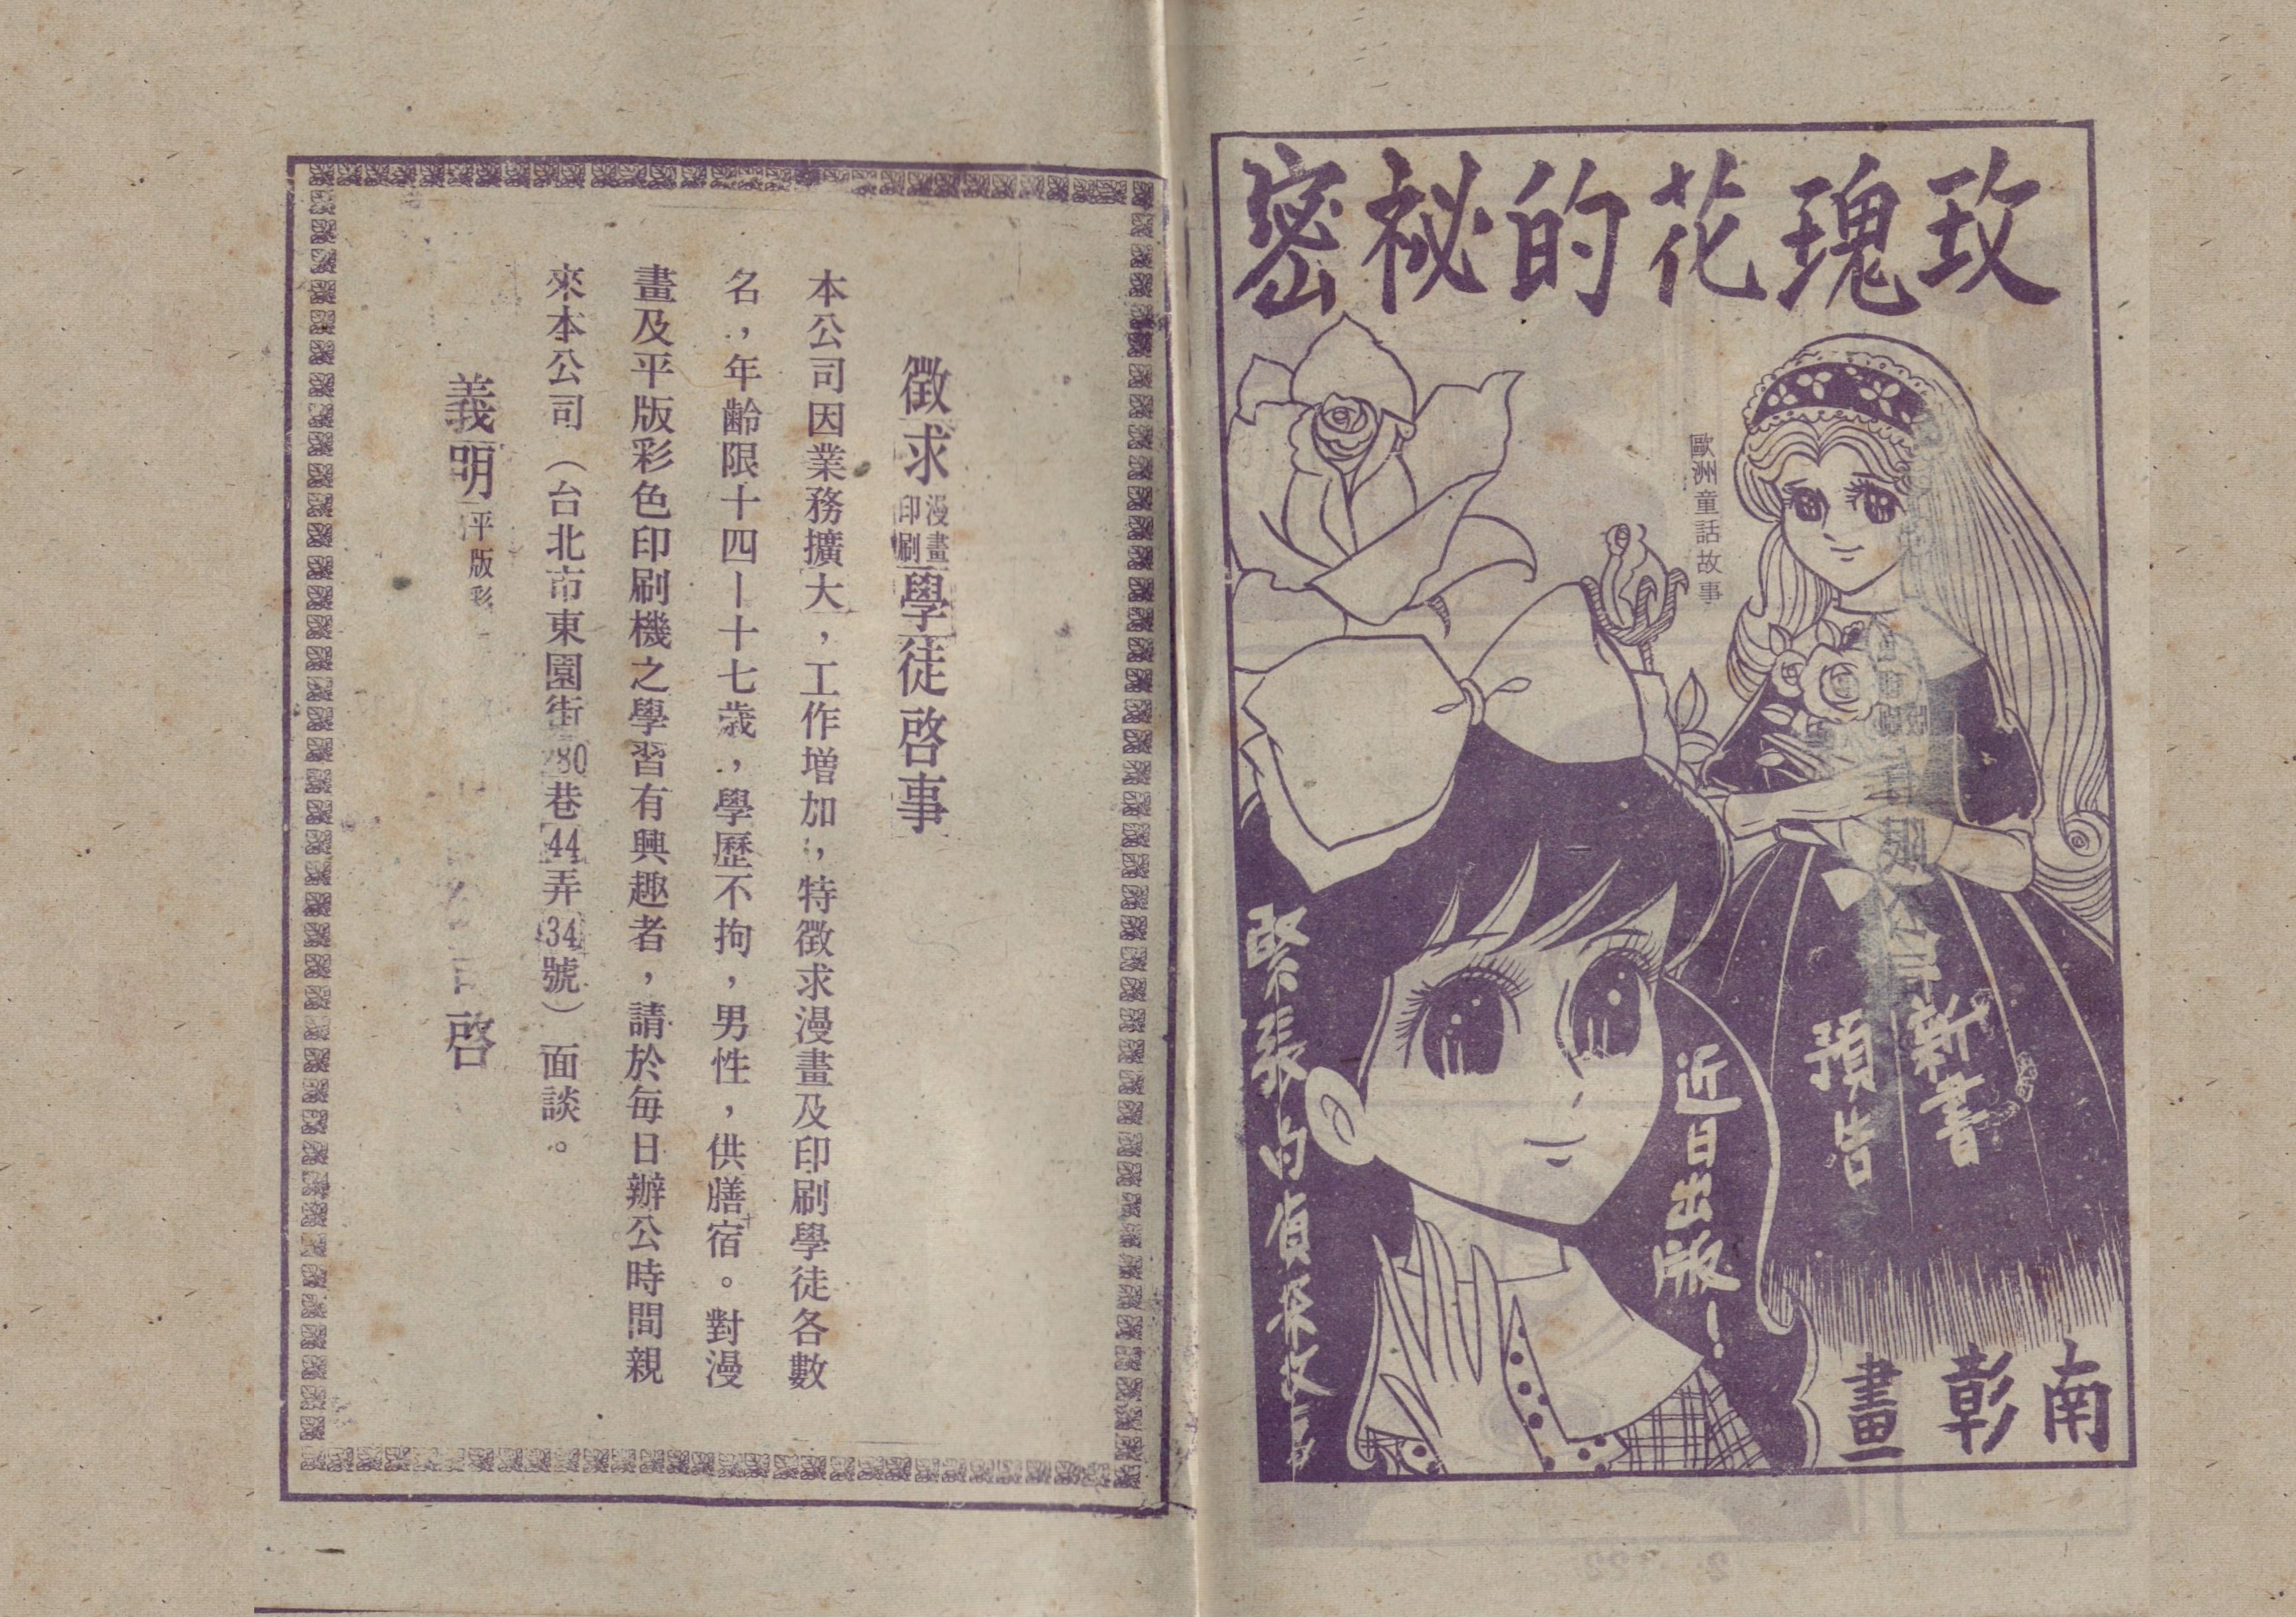 玫瑰花的祕密
歐洲童話故事
新書
預告
近日出版！
緊張的偵探故事
南彰畫
徵求漫畫印刷學徒啓事
本公司因業務擴大，工作增加，特徵求漫畫及印刷學徒各數
名，年齡限十四－十七歲，學歷不拘，男性，供膳宿。對漫
畫及平版彩色印刷機之學習有興趣者，請於每日辦公時間親
來本公司（台北市東園街280巷44弄34號）面談。
義明平版彩
啓